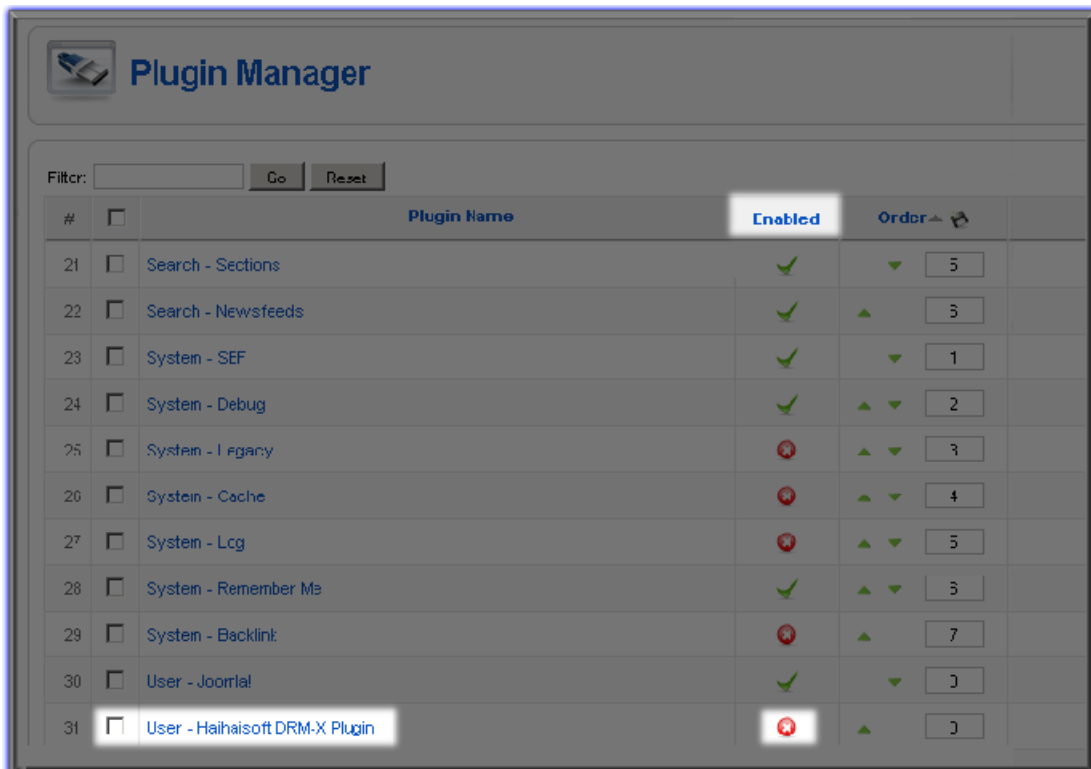 Plugin Manager
Filter: Go Reset
# Plugin Name Enabled Order
21 Search - Sections 5
22 Search - Newsfeeds 6
23 System - SEF 1
24 System - Debug 2
25 System - Legacy 3
26 System - Cache 4
27 System - Log 5
28 System - Remember Me 6
29 System - Backlink 7
30 User - Joomla! 0
31 User - Haihaisoft DRM-X Plugin 0